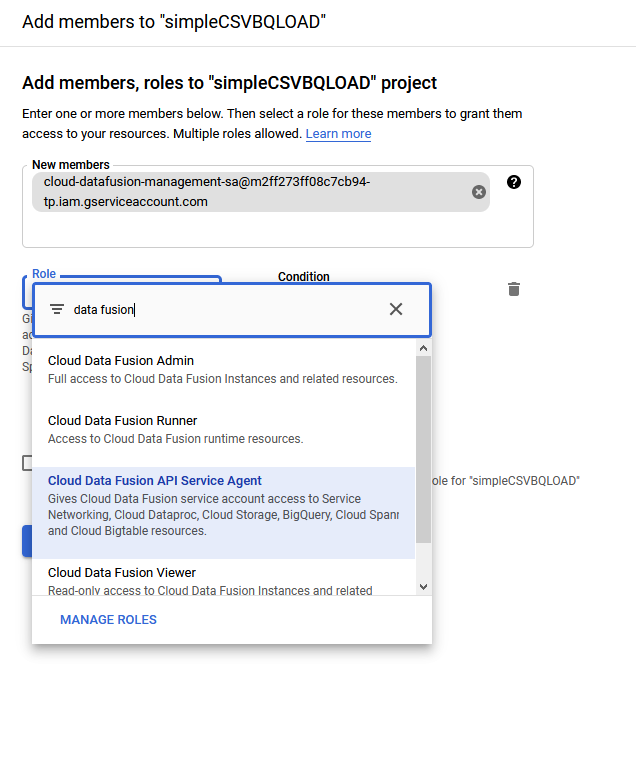 Add members to "simpleCSVBQLOAD"
Add members, roles to "simpleCSVBQLOAD" project
Enter one or more members below. Then select a role for these members to grant them
access to your resources. Multiple roles allowed. Learn more
New members
cloud-datafusion-management-sa@m2ff273ff08c7cb94-
tp.iam.gserviceaccount.com
Role
Condition
data fusion
Cloud Data Fusion Admin
Full access to Cloud Data Fusion Instances and related resources.
Cloud Data Fusion Runner
Access to Cloud Data Fusion runtime resources.
Cloud Data Fusion API Service Agent
Gives Cloud Data Fusion service account access to Service
Networking, Cloud Dataproc, Cloud Storage, BigQuery, Cloud Spanr
and Cloud Bigtable resources.
ole for "simpleCSVBQLOAD"
Cloud Data Fusion Viewer
Read-only access to Cloud Data Fusion Instances and related
MANAGE ROLES